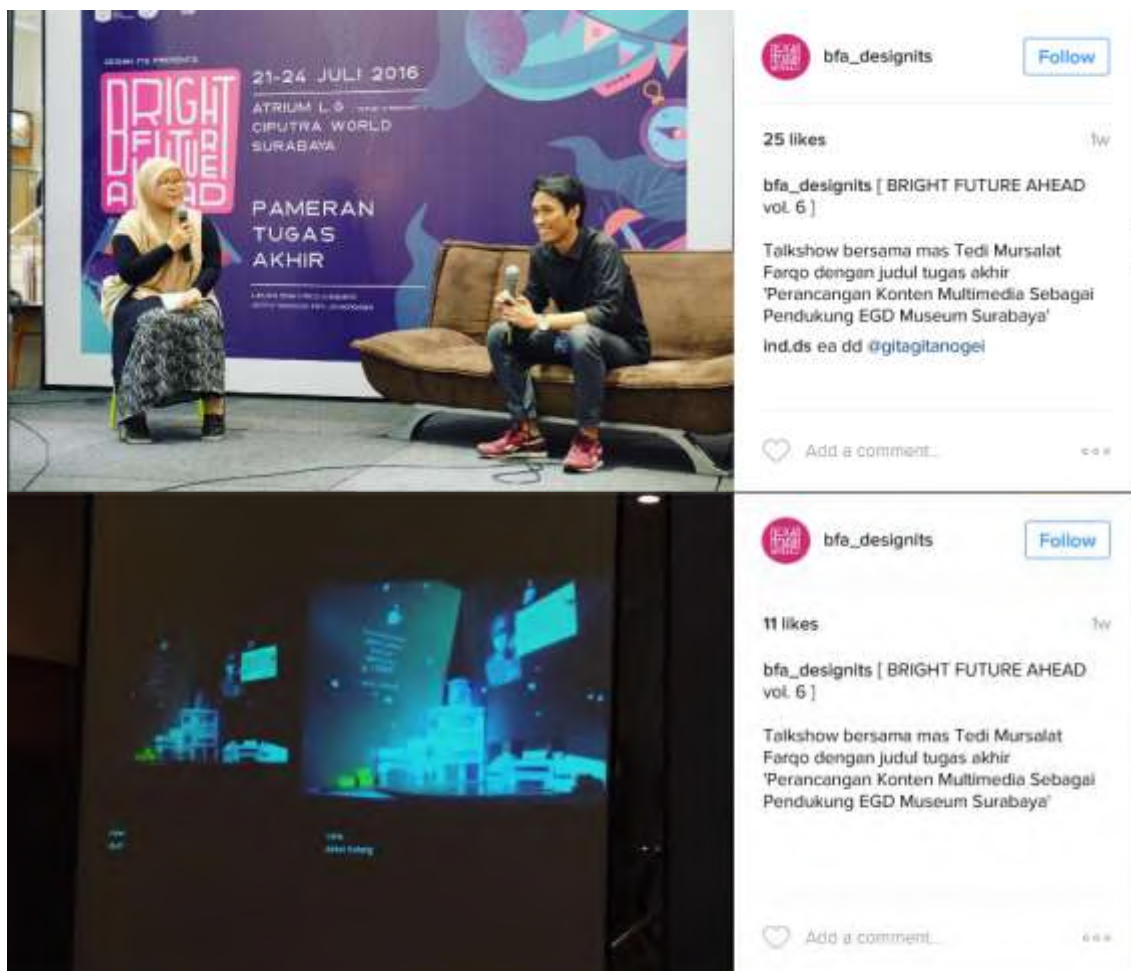 DESAIN ITS PRESENTS
BRIGHT
FUTURE
AHEAD
21-24 JULI 2016
ATRIUM L.G
CIPUTRA WORLD
SURABAYA
PAMERAN
TUGAS
AKHIR
bfa_designits
Follow
25 likes
1w
bfa_designits [ BRIGHT FUTURE AHEAD
vol. 6 ]
Talkshow bersama mas Tedi Mursalat
Farqo dengan judul tugas akhir
'Perancangan Konten Multimedia Sebagai
Pendukung EGD Museum Surabaya'
ind.ds ea dd @gitagitanogei
Add a comment...
bfa_designits
Follow
11 likes
1w
bfa_designits [ BRIGHT FUTURE AHEAD
vol. 6 ]
Talkshow bersama mas Tedi Mursalat
Farqo dengan judul tugas akhir
'Perancangan Konten Multimedia Sebagai
Pendukung EGD Museum Surabaya'
Add a comment...